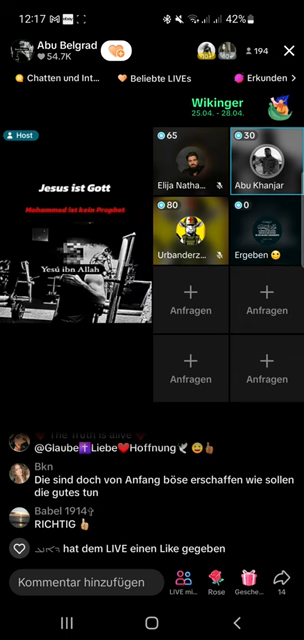 12:17
42%
Abu Belgrad
54.7K
194
Chatten und Int...
Beliebte LIVEs
Erkunden >
Wikinger
25.04. - 28.04.
Host
65
Elija Natha...
30
Abu Khanjar
Jesus ist Gott
Mohammed ist kein Prophet
Yesú ibn Allah
80
Urbanderz...
0
Ergeben 😶
+
Anfragen
+
Anfragen
+
Anfragen
+
Anfragen
The Truth is alive
@Glaube✝️Liebe❤️Hoffnung🕊️😄
Bkn
Die sind doch von Anfang böse erschaffen wie sollen
die gutes tun
Babel 1914✞
RICHTIG
hat dem LIVE einen Like gegeben
Kommentar hinzufügen
LIVE mi...
Rose
Gesche...
14